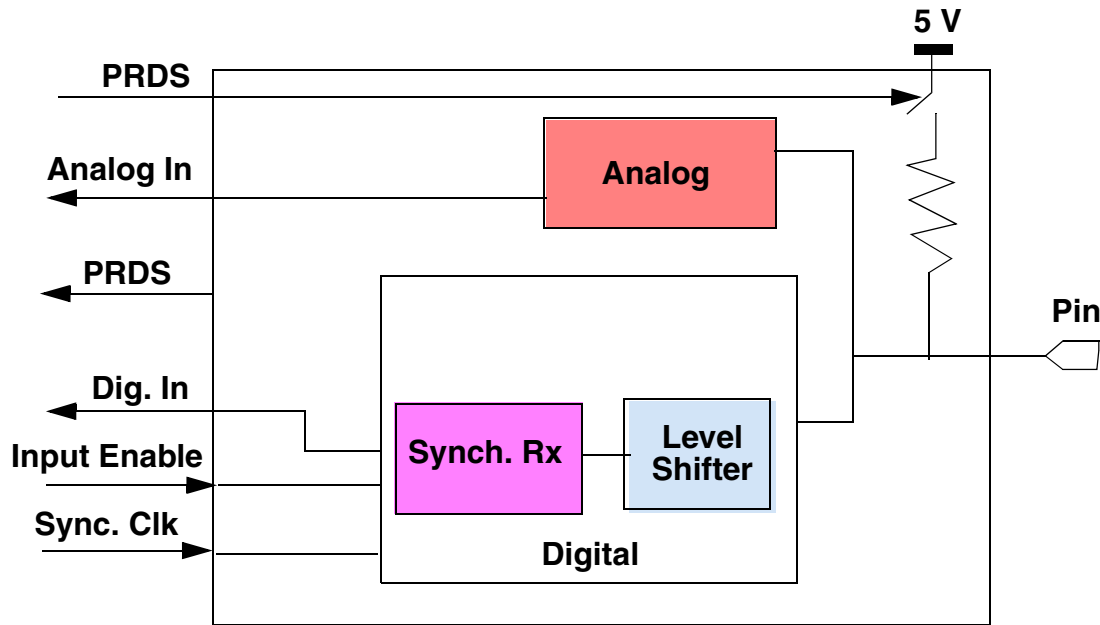 5 V
PRDS
Analog In
Analog
PRDS
Pin
Dig. In
Input Enable
Synch. Rx
Level
Shifter
Sync. Clk
Digital